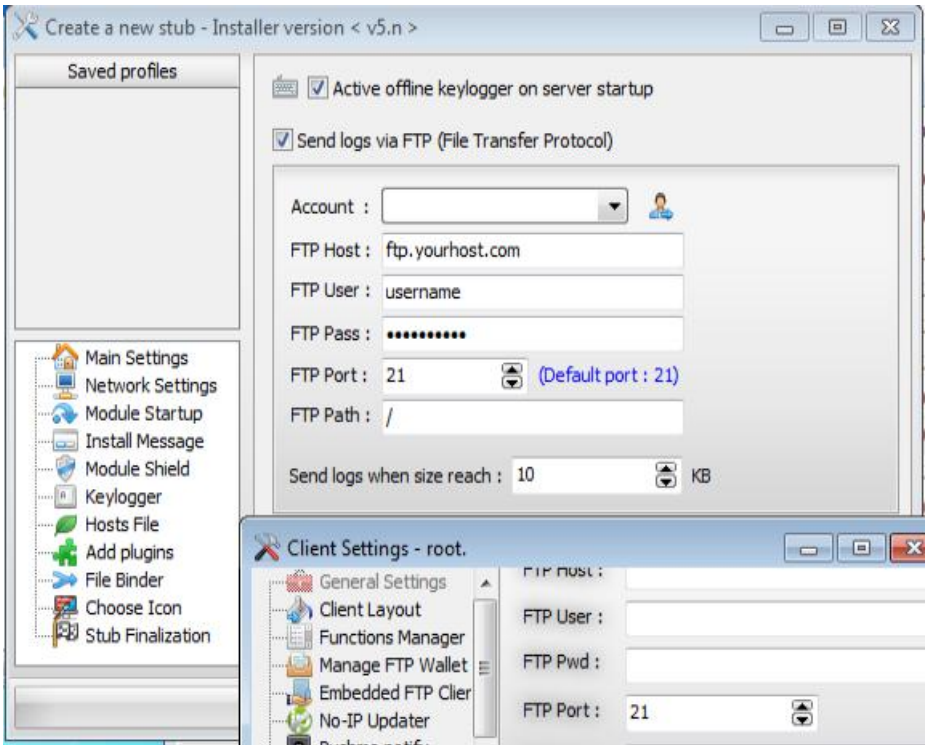 Create a new stub - Installer version < v5.n >
Saved profiles
Active offline keylogger on server startup
Send logs via FTP (File Transfer Protocol)
Account :
FTP Host : ftp.yourhost.com
FTP User : username
FTP Pass : ••••••••••
FTP Port : 21 (Default port : 21)
FTP Path : /
Send logs when size reach : 10 KB
Main Settings
Network Settings
Module Startup
Install Message
Module Shield
Keylogger
Hosts File
Add plugins
File Binder
Choose Icon
Stub Finalization
Client Settings - root.
General Settings
Client Layout
Functions Manager
Manage FTP Wallet
Embedded FTP Clier
No-IP Updater
FTP Host :
FTP User :
FTP Pwd :
FTP Port : 21